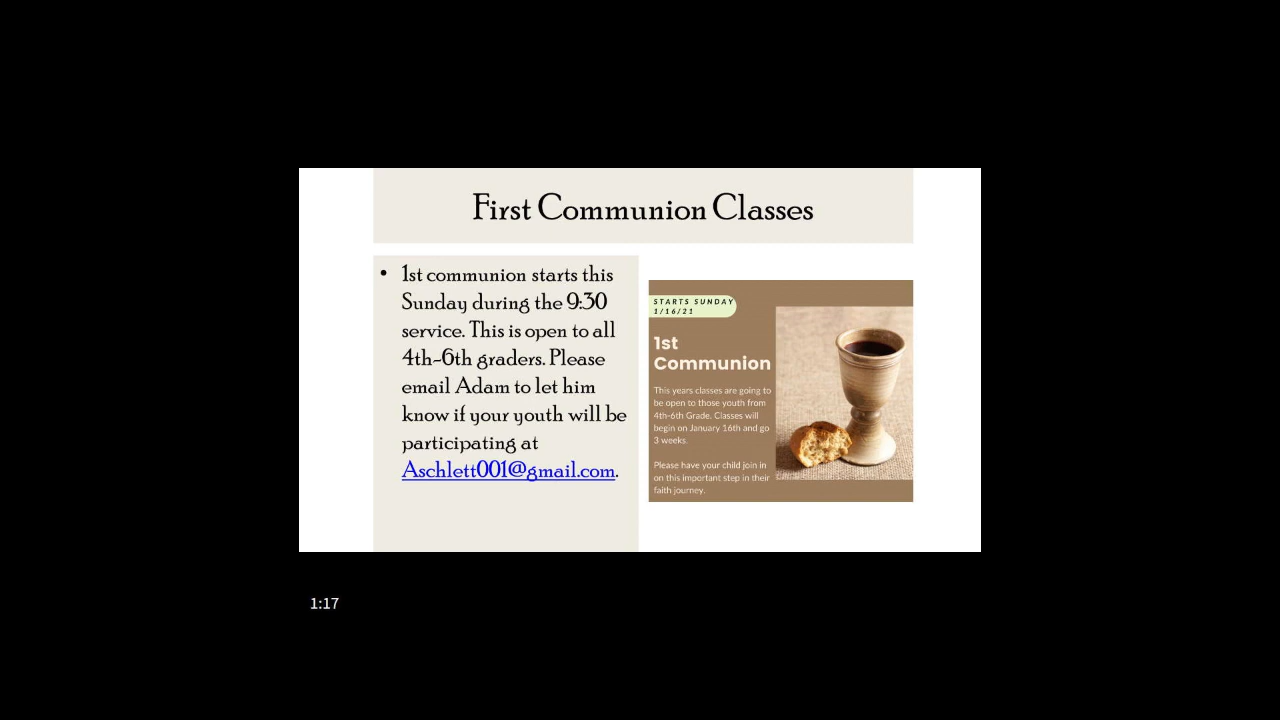 First Communion Classes
• 1st communion starts this
Sunday during the 9:30
service. This is open to all
4th-6th graders. Please
email Adam to let him
know if your youth will be
participating at
Aschlett001@gmail.com.
STARTS SUNDAY
1/16/21
1st
Communion
This years classes are going to
be open to those youth from
4th-6th Grade. Classes will
begin on January 16th and go
3 weeks.
Please have your child join in
on this important step in their
faith journey.
1:17